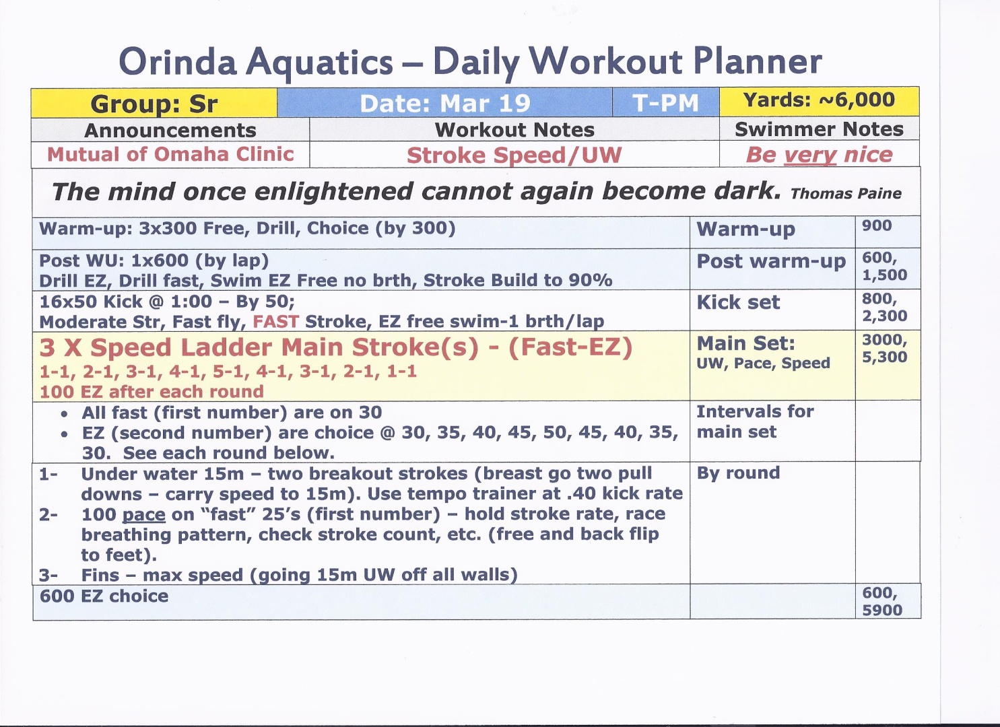 Orinda Aquatics – Daily Workout Planner
Group: Sr Date: Mar 19 T-PM Yards: ~6,000
Announcements Workout Notes Swimmer Notes
Mutual of Omaha Clinic Stroke Speed/UW Be very nice
The mind once enlightened cannot again become dark. Thomas Paine
Warm-up: 3x300 Free, Drill, Choice (by 300) Warm-up 900
Post WU: 1x600 (by lap) Post warm-up 600,
Drill EZ, Drill fast, Swim EZ Free no brth, Stroke Build to 90% 1,500
16x50 Kick @ 1:00 – By 50; Kick set 800,
Moderate Str, Fast fly, FAST Stroke, EZ free swim-1 brth/lap 2,300
3 X Speed Ladder Main Stroke(s) - (Fast-EZ) Main Set: 3000,
1-1, 2-1, 3-1, 4-1, 5-1, 4-1, 3-1, 2-1, 1-1 UW, Pace, Speed 5,300
100 EZ after each round
• All fast (first number) are on 30 Intervals for
• EZ (second number) are choice @ 30, 35, 40, 45, 50, 45, 40, 35, main set
30. See each round below.
1- Under water 15m – two breakout strokes (breast go two pull By round
downs – carry speed to 15m). Use tempo trainer at .40 kick rate
2- 100 pace on “fast” 25’s (first number) – hold stroke rate, race
breathing pattern, check stroke count, etc. (free and back flip
to feet).
3- Fins – max speed (going 15m UW off all walls)
600 EZ choice 600,
5900